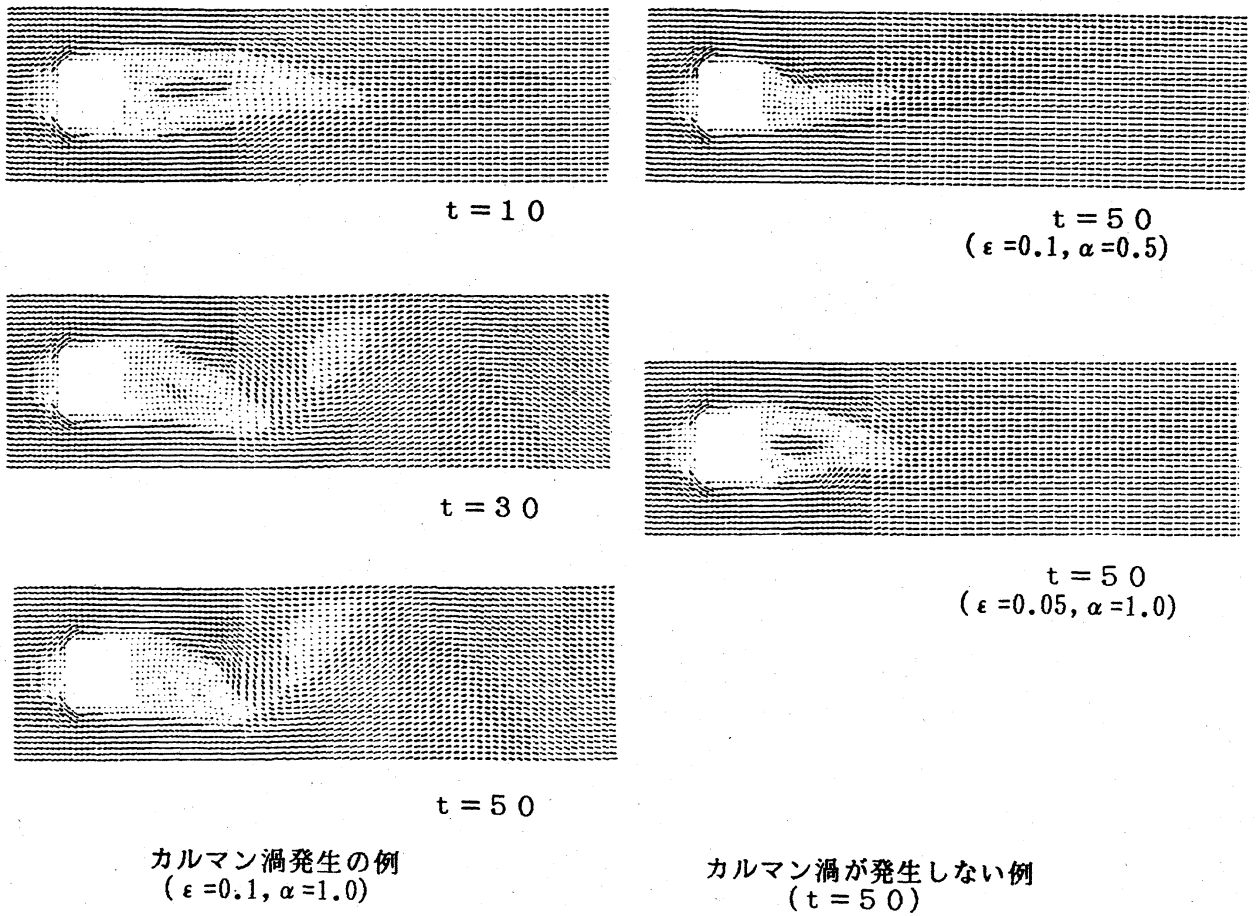 t = 1 0
t = 3 0
t = 5 0
カルマン渦発生の例
( ε =0.1, α =1.0)
t = 5 0
( ε =0.1, α =0.5)
t = 5 0
( ε =0.05, α =1.0)
カルマン渦が発生しない例
( t = 5 0 )